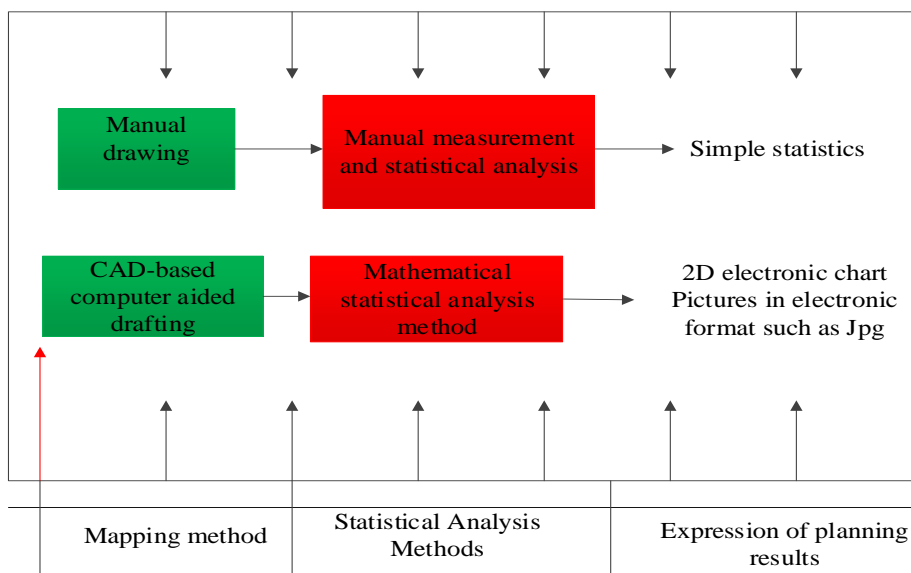 Manual
drawing
Manual measurement
and statistical analysis
Simple statistics
CAD-based
computer aided
drafting
Mathematical
statistical analysis
method
2D electronic chart
Pictures in electronic
format such as Jpg
Mapping method
Statistical Analysis
Methods
Expression of planning
results